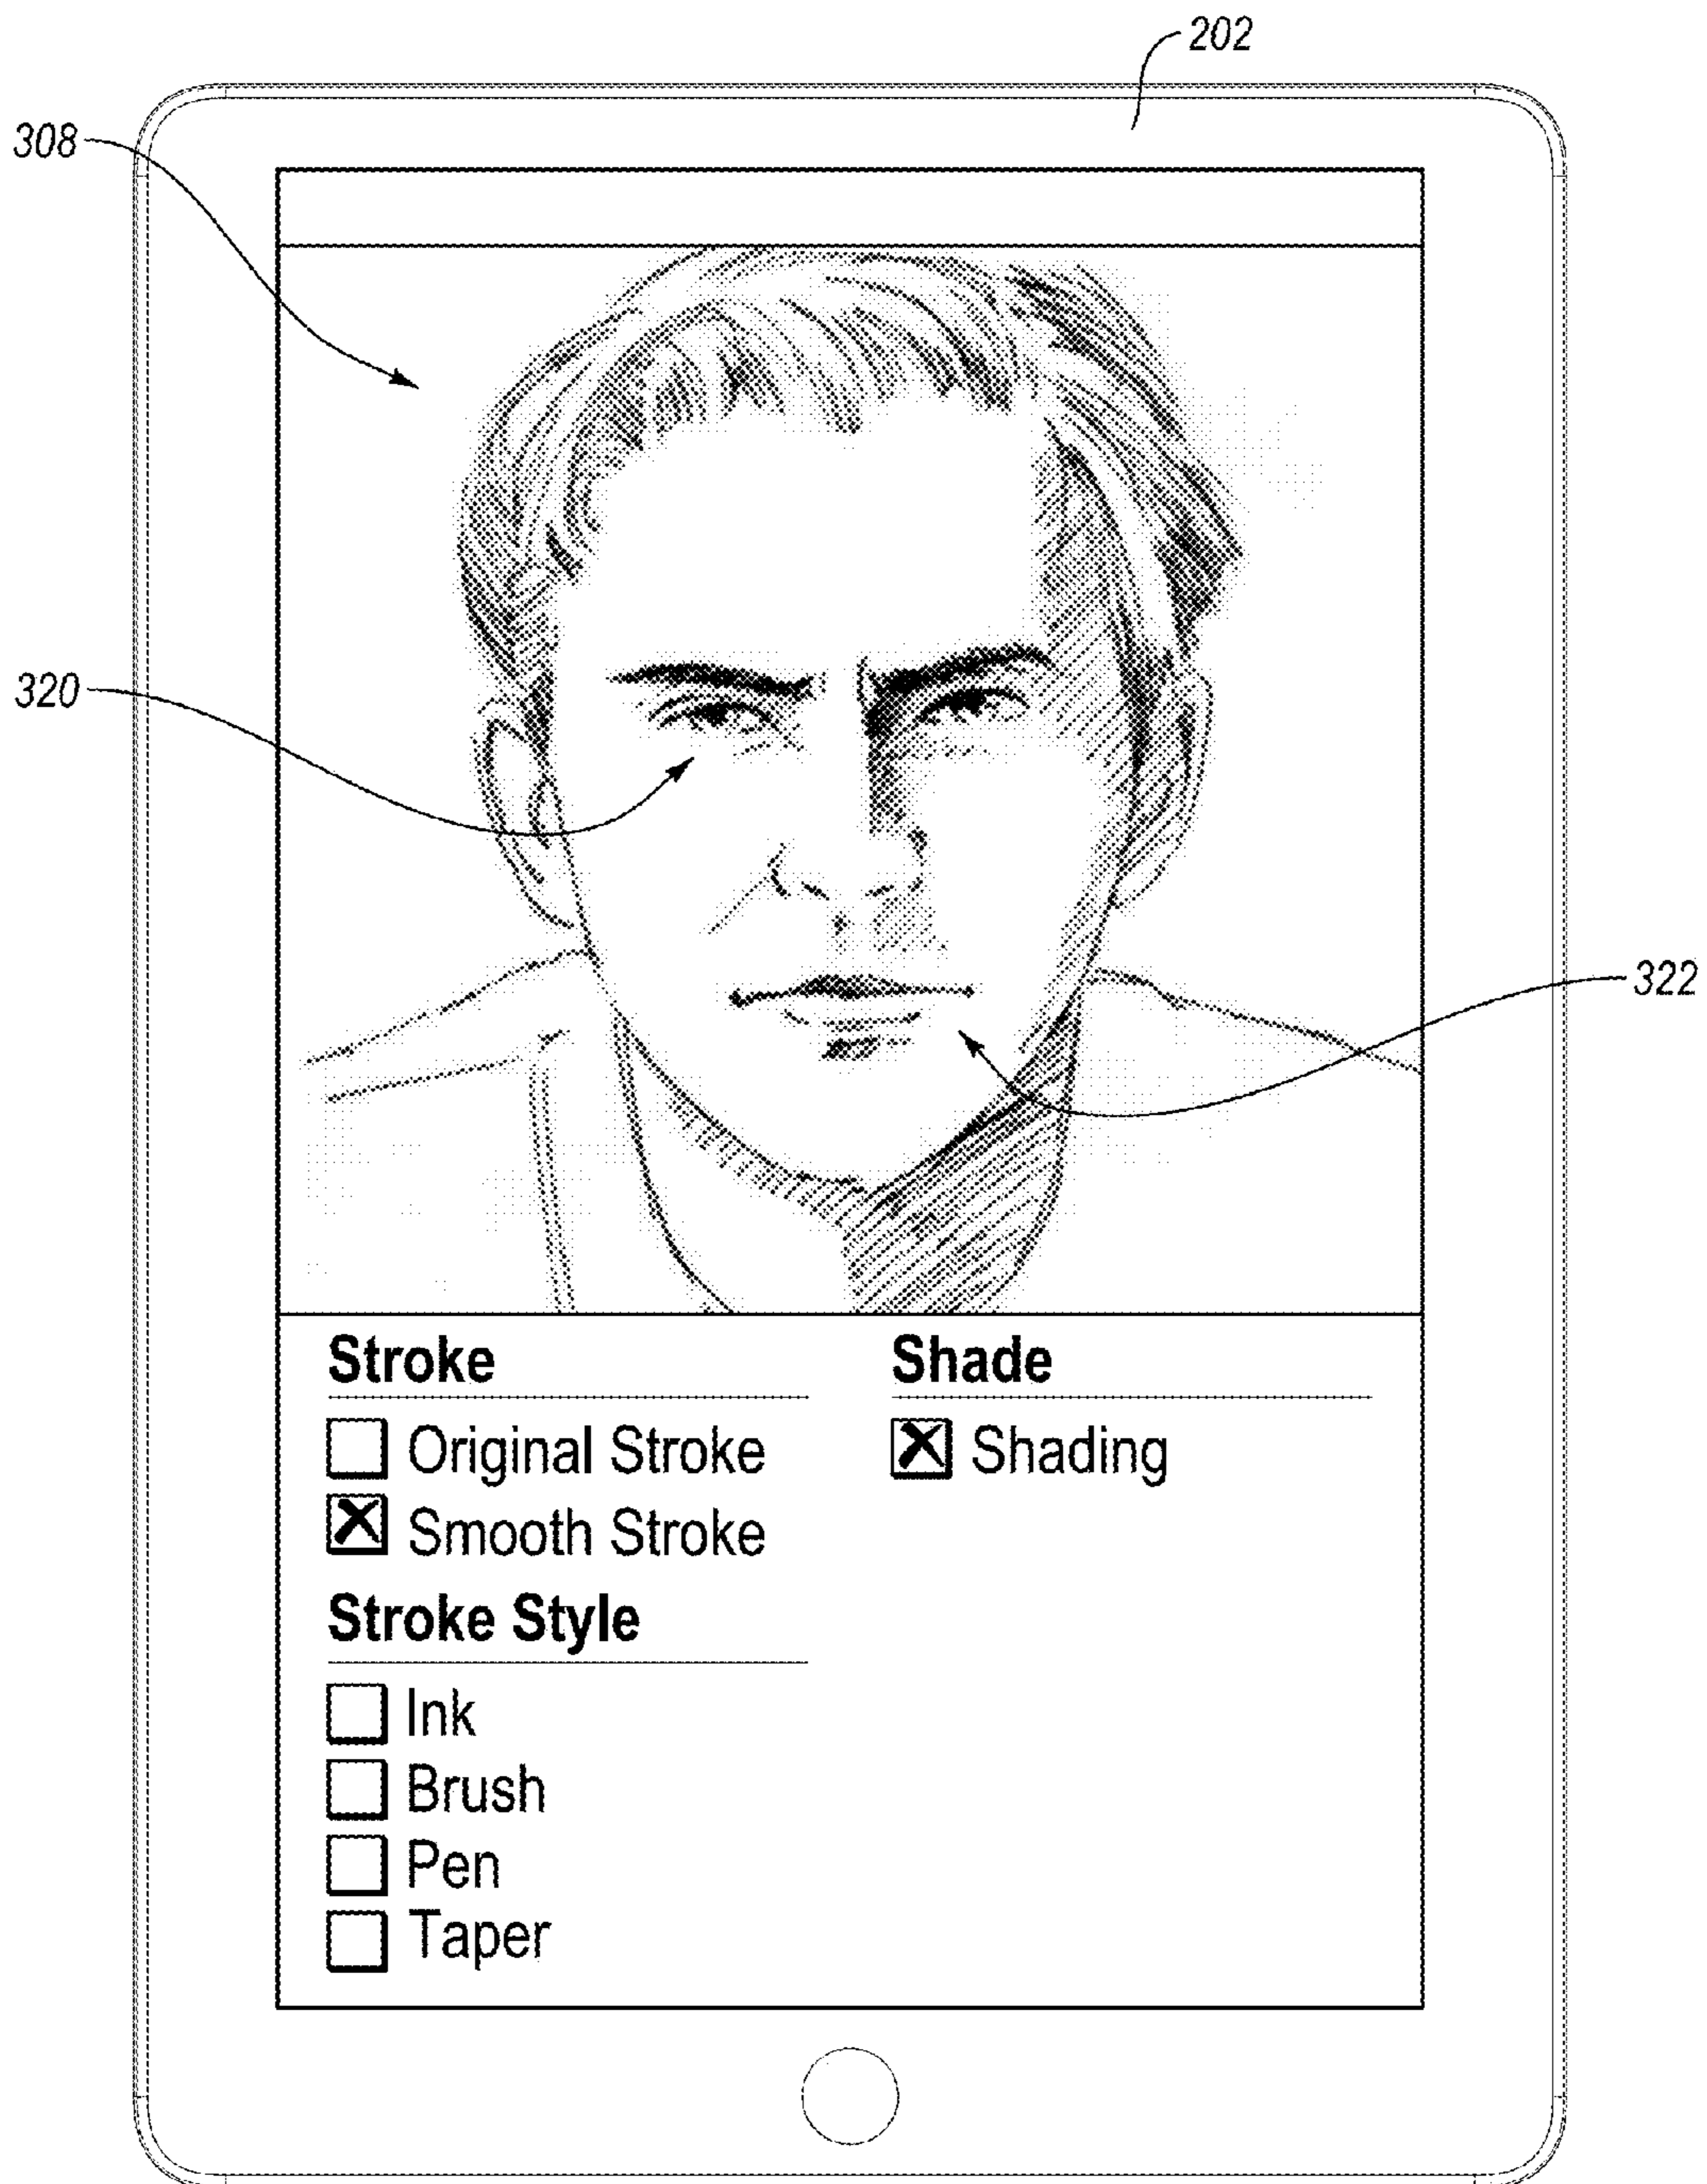 202
308
320
322
Stroke
Original Stroke
Smooth Stroke
Stroke Style
Ink
Brush
Pen
Taper
Shade
Shading